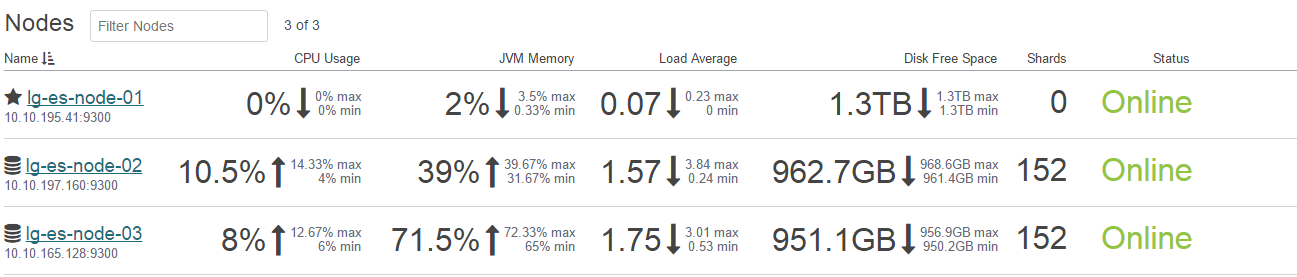 Nodes Filter Nodes 3 of 3
Name CPU Usage JVM Memory Load Average Disk Free Space Shards Status
lg-es-node-01 0% 0% max 2% 3.5% max 0.07 0.23 max 1.3TB 1.3TB max 0 Online
10.10.195.41:9300 0% min 0.33% min 0 min 1.3TB min
lg-es-node-02 10.5% 14.33% max 39% 39.67% max 1.57 3.84 max 962.7GB 968.6GB max 152 Online
10.10.197.160:9300 4% min 31.67% min 0.24 min 961.4GB min
lg-es-node-03 8% 12.67% max 71.5% 72.33% max 1.75 3.01 max 951.1GB 956.9GB max 152 Online
10.10.165.128:9300 6% min 65% min 0.53 min 950.2GB min